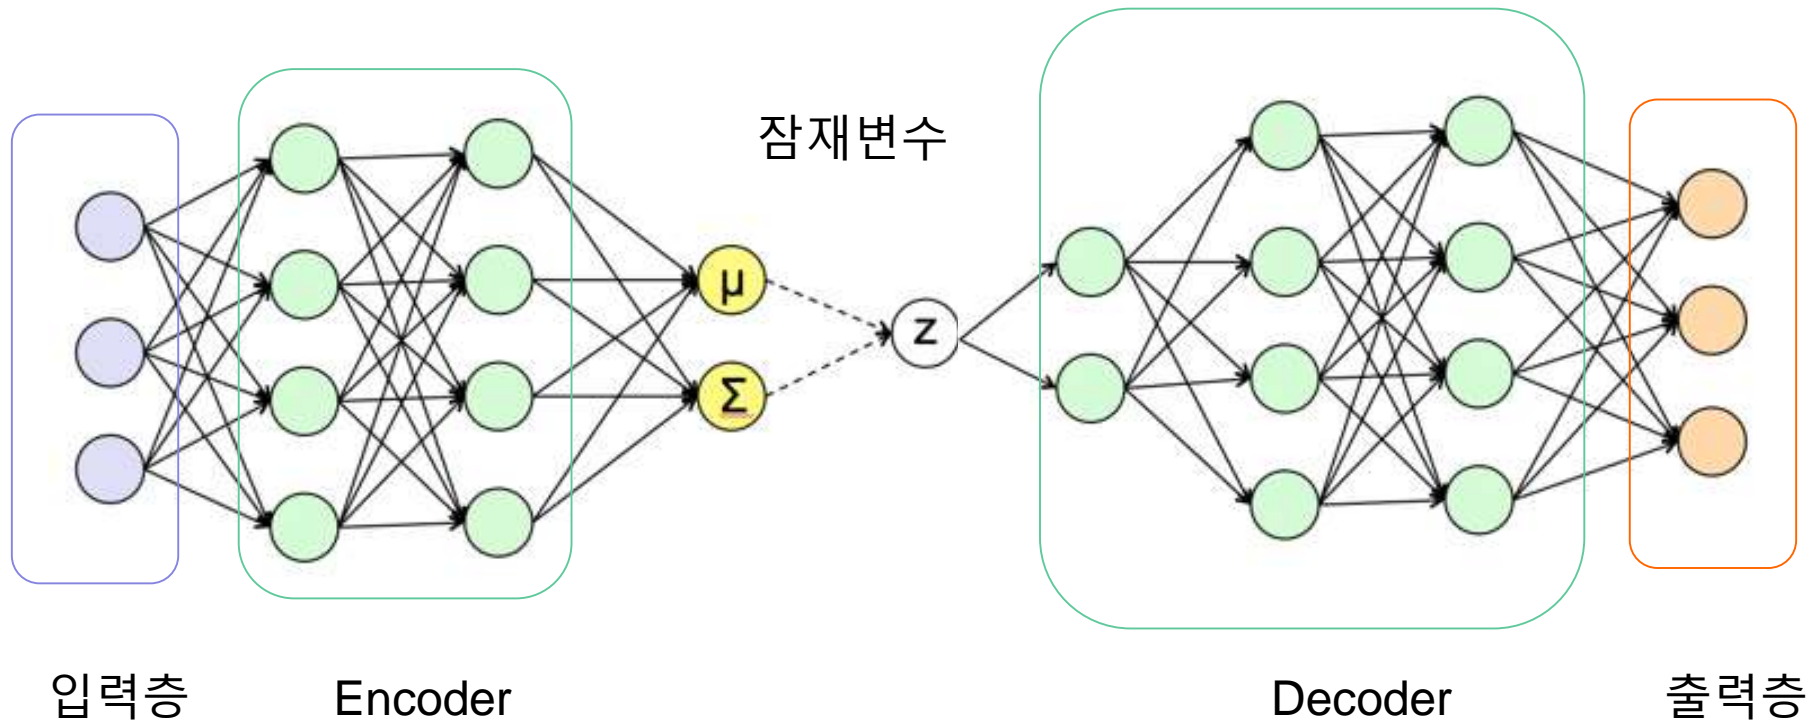 잠재변수
μ
Σ
z
입력층
Encoder
Decoder
출력층